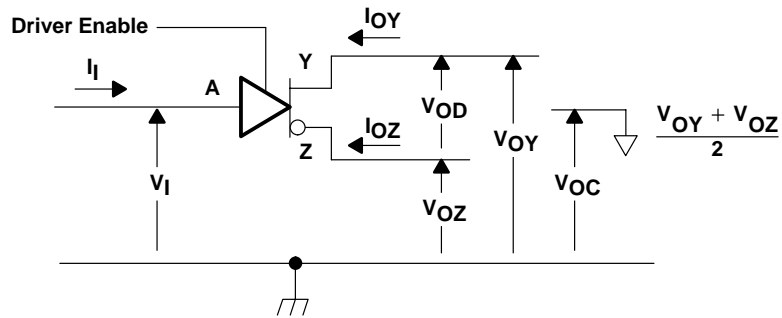 Driver Enable
I_OY
I_I
A
Y
I_OZ
Z
V_OD
V_OY
V_OY + V_OZ
2
V_I
V_OZ
V_OC